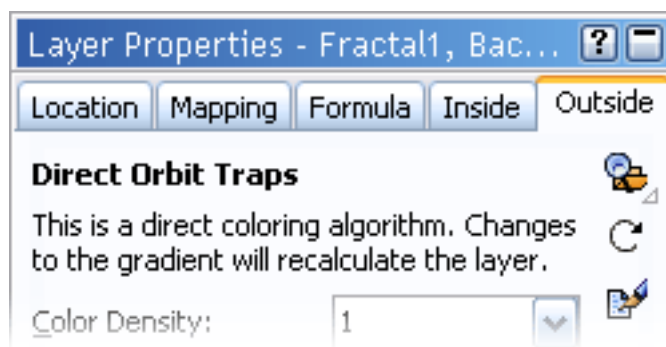 Layer Properties - Fractal1, Bac... ?
Location Mapping Formula Inside Outside
Direct Orbit Traps
This is a direct coloring algorithm. Changes
to the gradient will recalculate the layer.
Color Density: 1